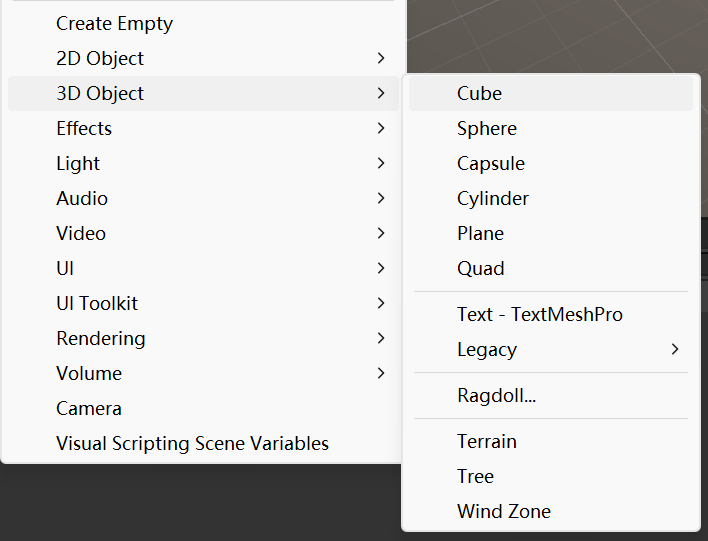 Create Empty
2D Object
3D Object
Effects
Light
Audio
Video
UI
UI Toolkit
Rendering
Volume
Camera
Visual Scripting Scene Variables
Cube
Sphere
Capsule
Cylinder
Plane
Quad
Text - TextMeshPro
Legacy
Ragdoll...
Terrain
Tree
Wind Zone